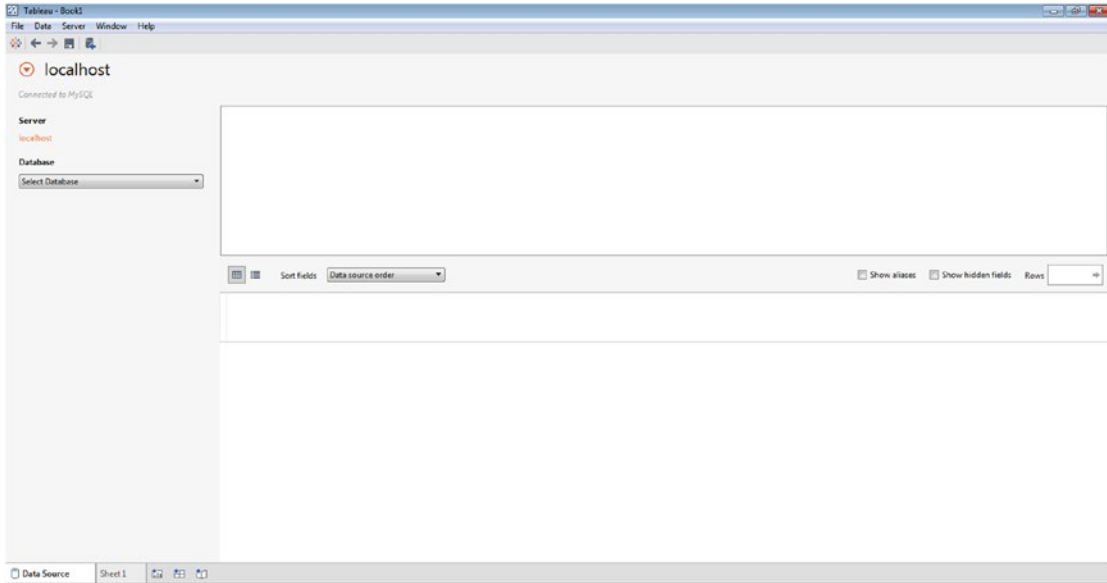 Tableau - Book1
File Data Server Window Help
localhost
Connected to MySQL
Server
localhost
Database
Select Database
Sort fields Data source order Show aliases Show hidden fields Rows
Data Source Sheet 1